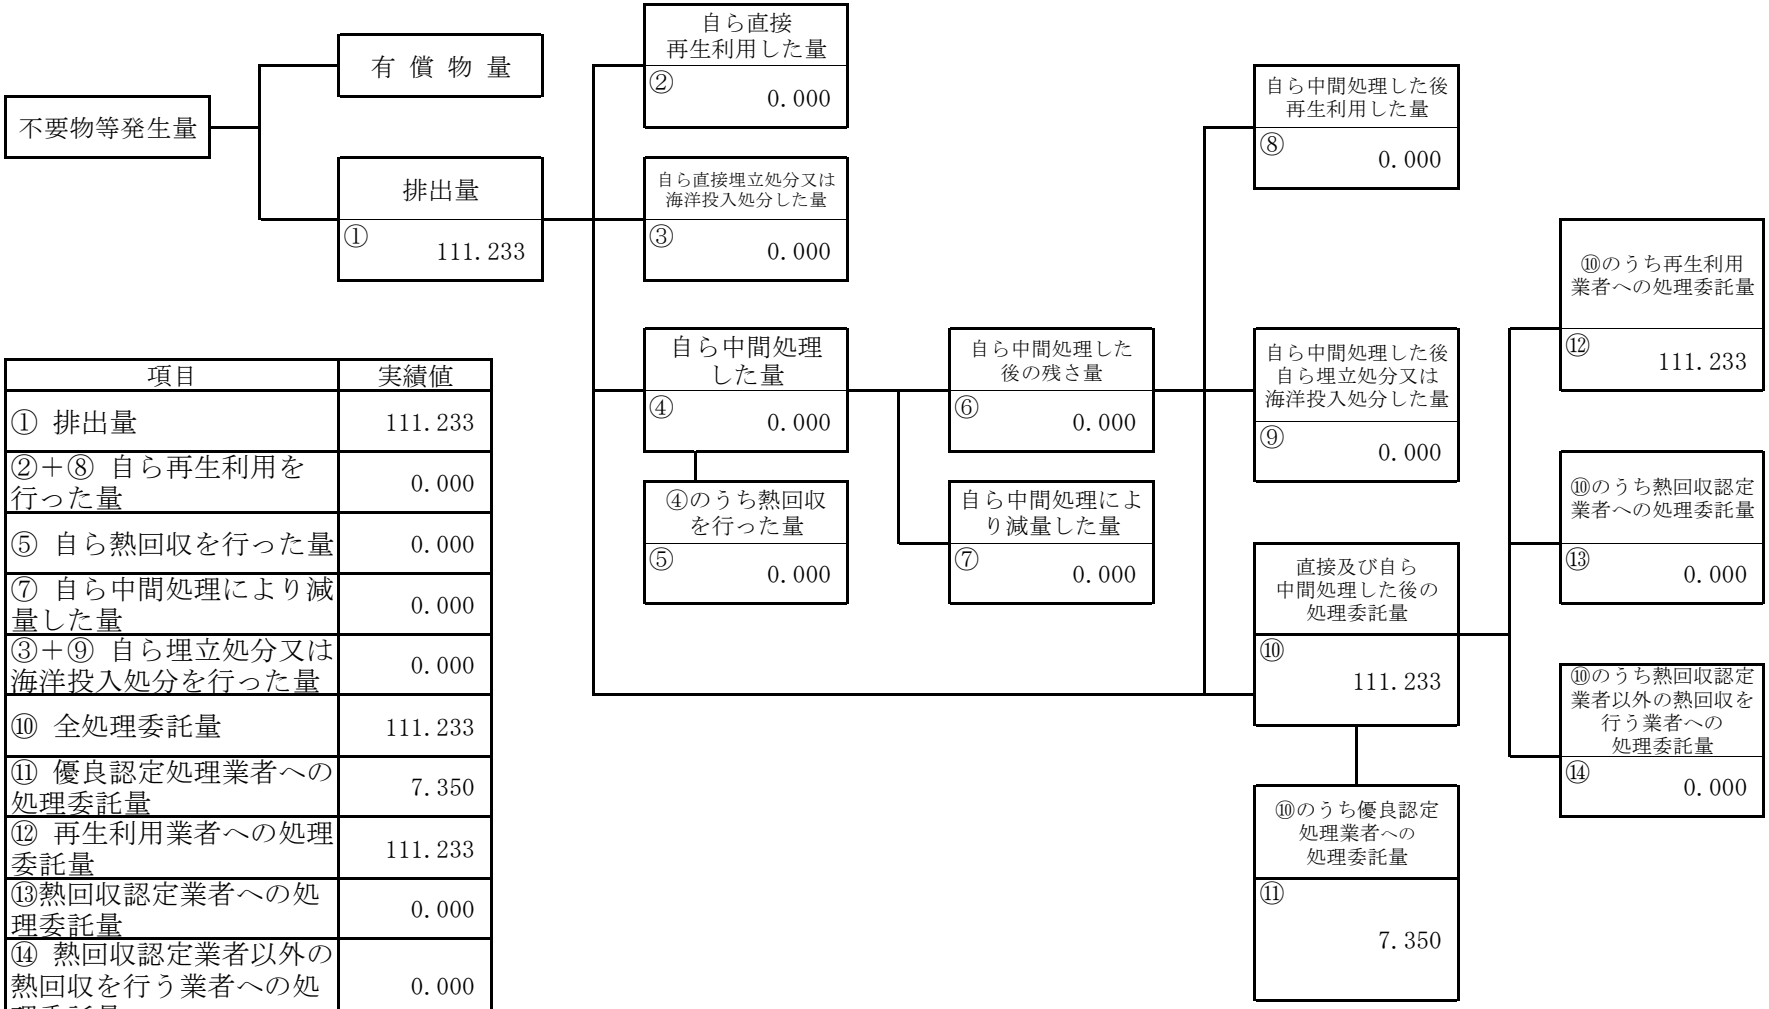 不要物等発生量
有 償 物 量
排出量
①
111.233
自ら直接
再生利用した量
②
0.000
自ら直接埋立処分又は
海洋投入処分した量
③
0.000
自ら中間処理
した量
④
0.000
④のうち熱回収
を行った量
⑤
0.000
自ら中間処理した
後の残さ量
⑥
0.000
自ら中間処理によ
り減量した量
⑦
0.000
自ら中間処理した後
再生利用した量
⑧
0.000
自ら中間処理した後
自ら埋立処分又は
海洋投入処分した量
⑨
0.000
直接及び自ら
中間処理した後の
処理委託量
⑩
111.233
⑩のうち優良認定
処理業者への
処理委託量
⑪
7.350
⑩のうち再生利用
業者への処理委託量
⑫
111.233
⑩のうち熱回収認定
業者への処理委託量
⑬
0.000
⑩のうち熱回収認定
業者以外の熱回収を
行う業者への
処理委託量
⑭
0.000
項目 実績値
① 排出量 111.233
②＋⑧ 自ら再生利用を
行った量 0.000
⑤ 自ら熱回収を行った量 0.000
⑦ 自ら中間処理により減
量した量 0.000
③＋⑨ 自ら埋立処分又は
海洋投入処分を行った量 0.000
⑩ 全処理委託量 111.233
⑪ 優良認定処理業者への
処理委託量 7.350
⑫ 再生利用業者への処理
委託量 111.233
⑬熱回収認定業者への処
理委託量 0.000
⑭ 熱回収認定業者以外の
熱回収を行う業者への処 0.000